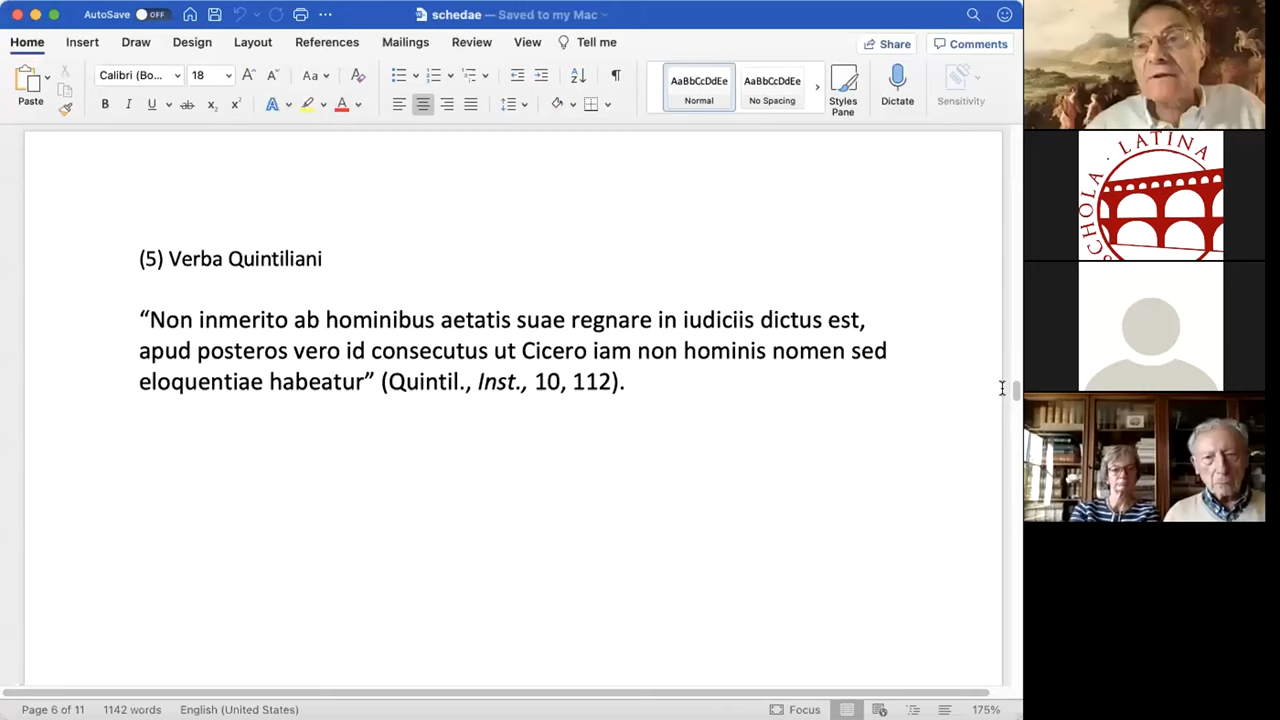 AutoSave OFF
schedae — Saved to my Mac
Home Insert Draw Design Layout References Mailings Review View Tell me
Share Comments
Paste
Calibri (Bo... 18
AaBbCcDdEe AaBbCcDdEe
Normal No Spacing
Styles Pane
Dictate
Sensitivity
(5) Verba Quintiliani
“Non inmerito ab hominibus aetatis suae regnare in iudiciis dictus est,
apud posteros vero id consecutus ut Cicero iam non hominis nomen sed
eloquentiae habeatur” (Quintil., Inst., 10, 112).
Page 6 of 11 1142 words English (United States) Focus 175%
SCHOLA · LATINA